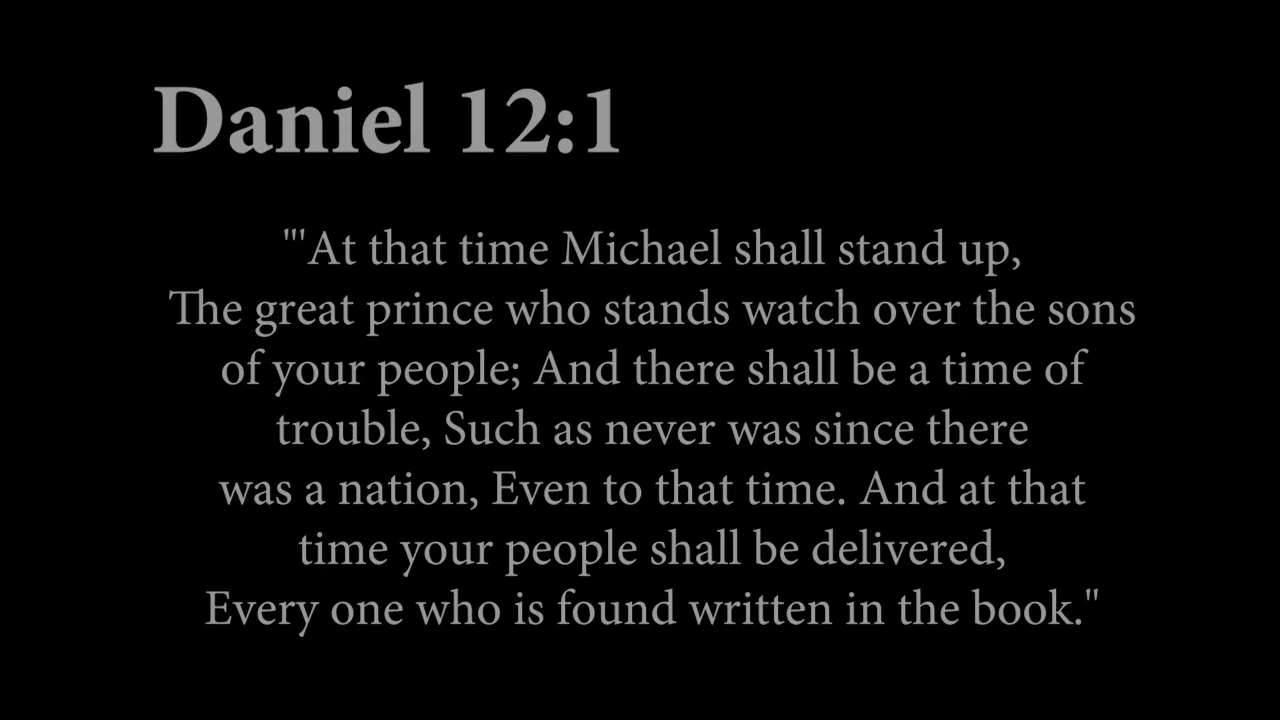 Daniel 12:1
"'At that time Michael shall stand up,
The great prince who stands watch over the sons
of your people; And there shall be a time of
trouble, Such as never was since there
was a nation, Even to that time. And at that
time your people shall be delivered,
Every one who is found written in the book."